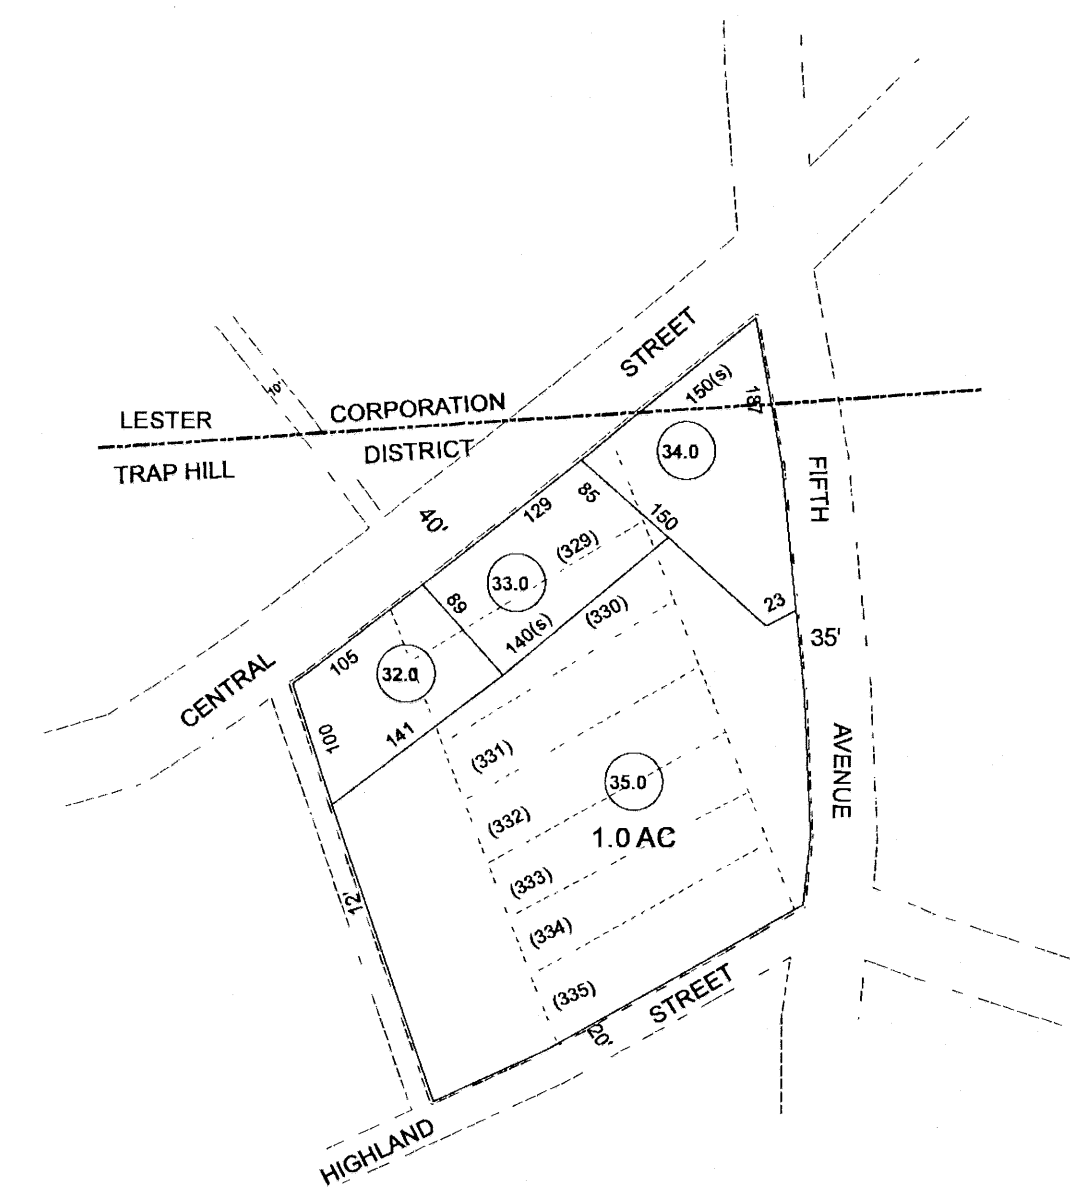 STREET
150(s)
187
10'
LESTER
CORPORATION
TRAP HILL
DISTRICT
34.0
FIFTH
40'
129
85
150
(329)
33.0
89
140(s)
(330)
23
35'
105
32.0
CENTRAL
100
141
(331)
35.0
1.0 AC
AVENUE
(332)
(333)
12'
(334)
(335)
STREET
20'
HIGHLAND